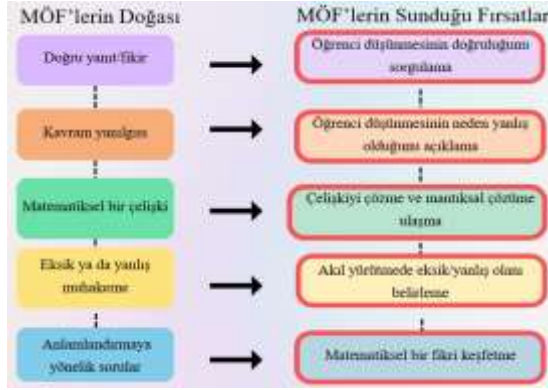 MÖF'lerin Doğası
MÖF'lerin Sunduğu Fırsatlar
Doğru yanıt/fikir
Öğrenci düşünmesinin doğruluğunu
sorgulama
Kavram yanılgısı
Öğrenci düşünmesinin neden yanlış
olduğunu açıklama
Matematiksel bir çelişki
Çelişkiyi çözme ve mantıksal çözüme
ulaşma
Eksik ya da yanlış
muhakeme
Akıl yürütmede eksik/yanlış olanı
belirleme
Anlamlandırmaya
yönelik sorular
Matematiksel bir fikri keşfetme